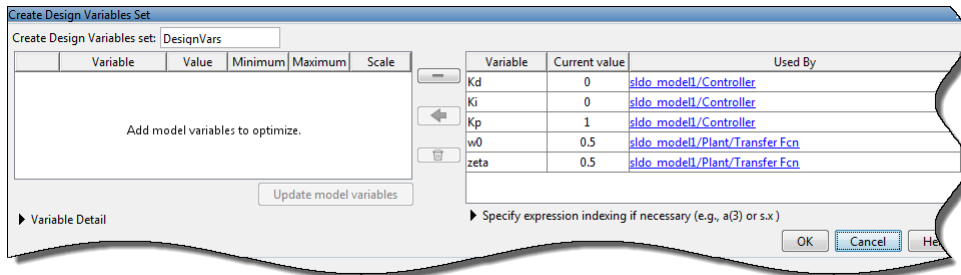 Create Design Variables Set
Create Design Variables set: DesignVars
Variable Value Minimum Maximum Scale
Add model variables to optimize.
Update model variables
Variable Detail
Variable Current value Used By
Kd 0 sldo_model1/Controller
Ki 0 sldo_model1/Controller
Kp 1 sldo_model1/Controller
w0 0.5 sldo_model1/Plant/Transfer Fcn
zeta 0.5 sldo_model1/Plant/Transfer Fcn
Specify expression indexing if necessary (e.g., a(3) or s.x )
OK Cancel